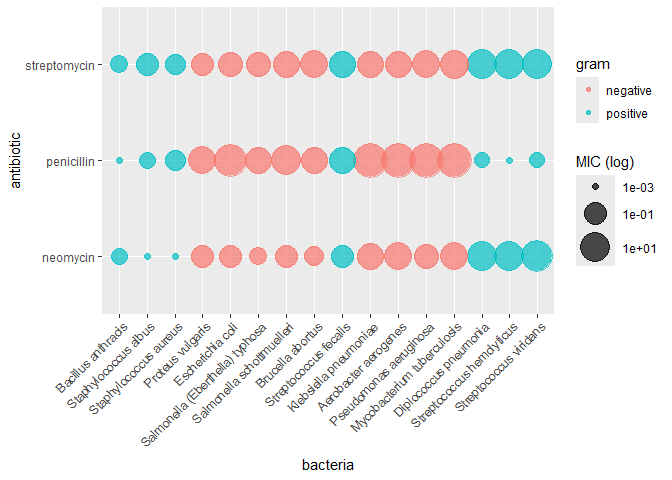 streptomycin
penicillin
neomycin
antibiotic
Bacillus anthracis
Staphylococcus albus
Staphylococcus aureus
Proteus vulgaris
Escherichia coli
Salmonella (Eberthella) typhosa
Salmonella schottmuelleri
Brucella abortus
Streptococcus fecalis
Klebsiella pneumoniae
Aerobacter aerogenes
Pseudomonas aeruginosa
Mycobacterium tuberculosis
Diplococcus pneumonia
Streptococcus hemolyticus
Streptococcus viridans
bacteria
gram
negative
positive
MIC (log)
1e-03
1e-01
1e+01